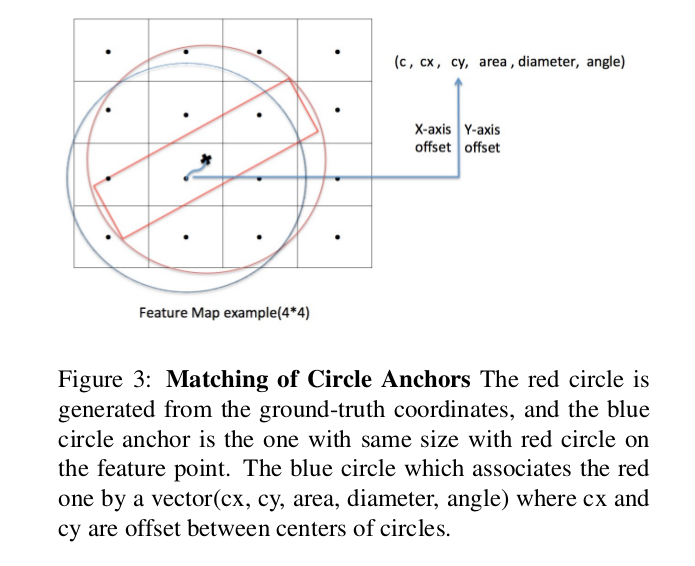 (c, cx, cy, area, diameter, angle)
X-axis Y-axis
offset offset
Feature Map example(4*4)
Figure 3: Matching of Circle Anchors The red circle is
generated from the ground-truth coordinates, and the blue
circle anchor is the one with same size with red circle on
the feature point. The blue circle which associates the red
one by a vector(cx, cy, area, diameter, angle) where cx and
cy are offset between centers of circles.